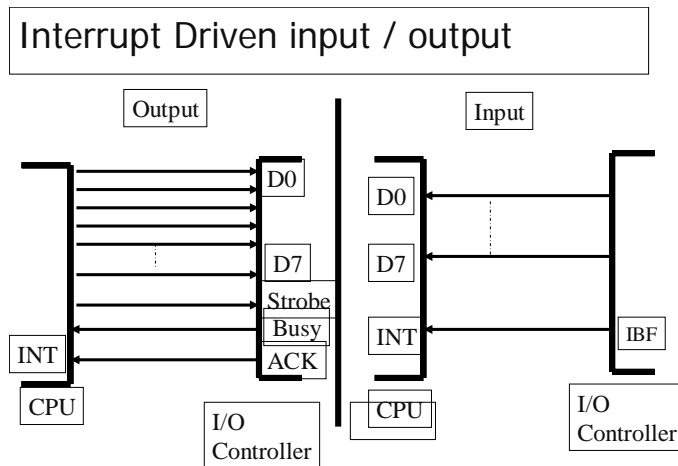 Interrupt Driven input / output
Output
Input
D0
D7
Strobe
Busy
INT
ACK
CPU
I/O
Controller
D0
D7
INT
IBF
CPU
I/O
Controller